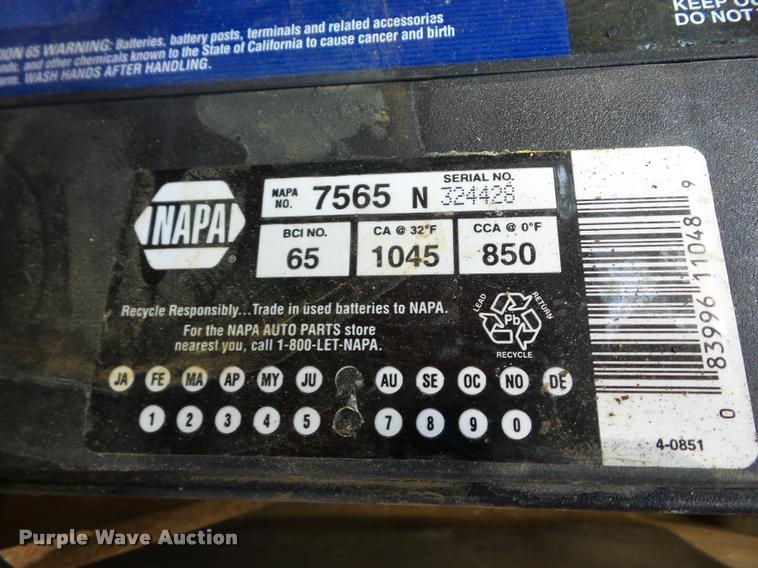 KEEP OU
DO NOT
ION 65 WARNING: Batteries, battery posts, terminals and related accessories
nds, and other chemicals known to the State of California to cause cancer and birth
rm. WASH HANDS AFTER HANDLING.
NAPA
®
NAPA NO. 7565 N SERIAL NO. 324428
BCI NO. 65
CA @ 32°F 1045
CCA @ 0°F 850
Recycle Responsibly...Trade in used batteries to NAPA.
For the NAPA AUTO PARTS store
nearest you, call 1-800-LET-NAPA.
LEAD RETURN
Pb
RECYCLE
JA FE MA AP MY JU AU SE OC NO DE
1 2 3 4 5 7 8 9 0
0 83996 11048 9
4-0851
Purple Wave Auction